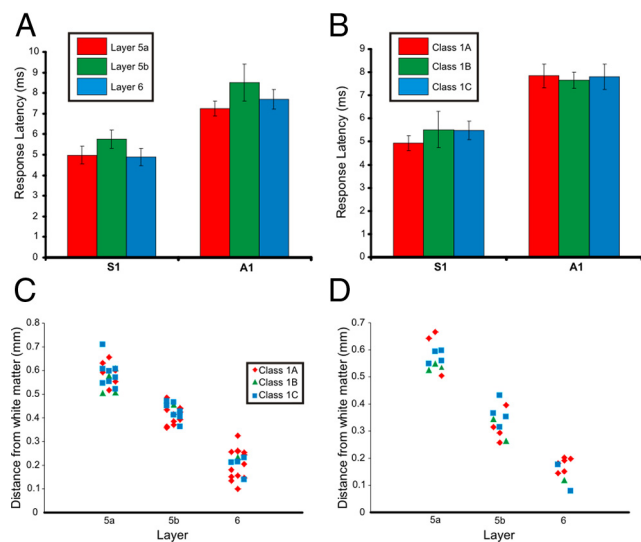 A
Response Latency (ms)
10
9
8
7
6
5
4
3
2
1
0
Layer 5a
Layer 5b
Layer 6
S1
A1
B
Response Latency (ms)
9
8
7
6
5
4
3
2
1
0
Class 1A
Class 1B
Class 1C
S1
A1
C
Distance from white matter (mm)
0.8
0.7
0.6
0.5
0.4
0.3
0.2
0.1
0
Class 1A
Class 1B
Class 1C
5a
5b
6
Layer
D
Distance from white matter (mm)
0.7
0.6
0.5
0.4
0.3
0.2
0.1
0
5a
5b
6
Layer